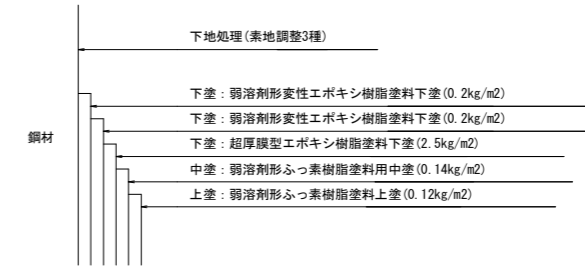 下地処理(素地調整3種)
下塗：弱溶剤形変性エポキシ樹脂塗料下塗(0.2kg/m2)
下塗：弱溶剤形変性エポキシ樹脂塗料下塗(0.2kg/m2)
鋼材
下塗：超厚膜型エポキシ樹脂塗料下塗(2.5kg/m2)
中塗：弱溶剤形ふっ素樹脂塗料用中塗(0.14kg/m2)
上塗：弱溶剤形ふっ素樹脂塗料上塗(0.12kg/m2)